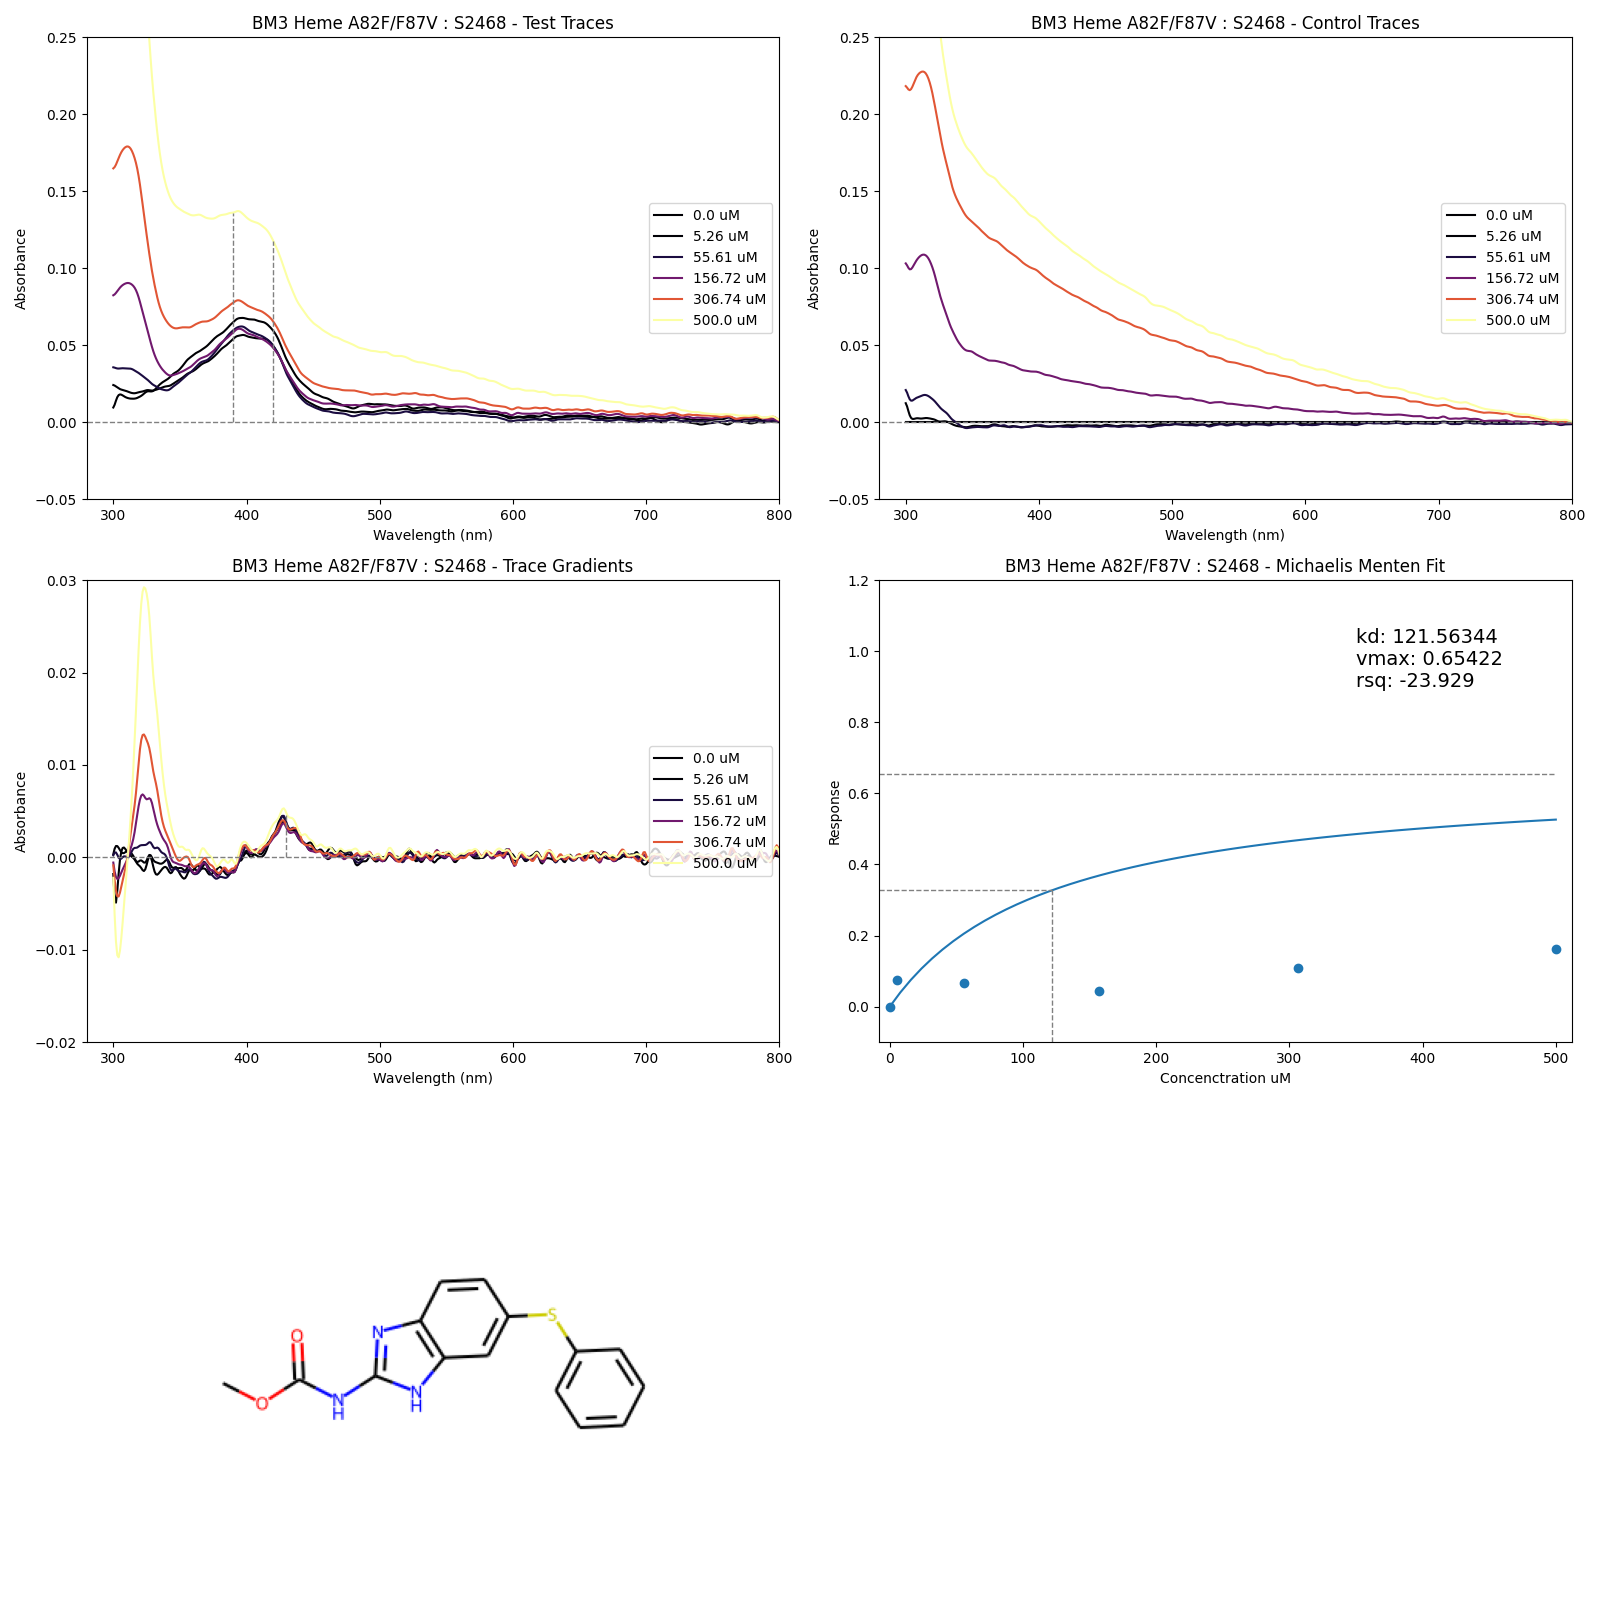 BM3 Heme A82F/F87V : S2468 - Test Traces
0.25
0.20
0.15
0.10
0.05
0.00
−0.05
Absorbance
300 400 500 600 700 800
Wavelength (nm)
0.0 uM
5.26 uM
55.61 uM
156.72 uM
306.74 uM
500.0 uM
BM3 Heme A82F/F87V : S2468 - Control Traces
0.25
0.20
0.15
0.10
0.05
0.00
−0.05
Absorbance
300 400 500 600 700 800
Wavelength (nm)
0.0 uM
5.26 uM
55.61 uM
156.72 uM
306.74 uM
500.0 uM
BM3 Heme A82F/F87V : S2468 - Trace Gradients
0.03
0.02
0.01
0.00
−0.01
−0.02
Absorbance
300 400 500 600 700 800
Wavelength (nm)
0.0 uM
5.26 uM
55.61 uM
156.72 uM
306.74 uM
500.0 uM
BM3 Heme A82F/F87V : S2468 - Michaelis Menten Fit
1.2
1.0
0.8
0.6
0.4
0.2
0.0
Response
kd: 121.56344
vmax: 0.65422
rsq: -23.929
0 100 200 300 400 500
Concenctration uM
O
O
N
H
N
N
H
S